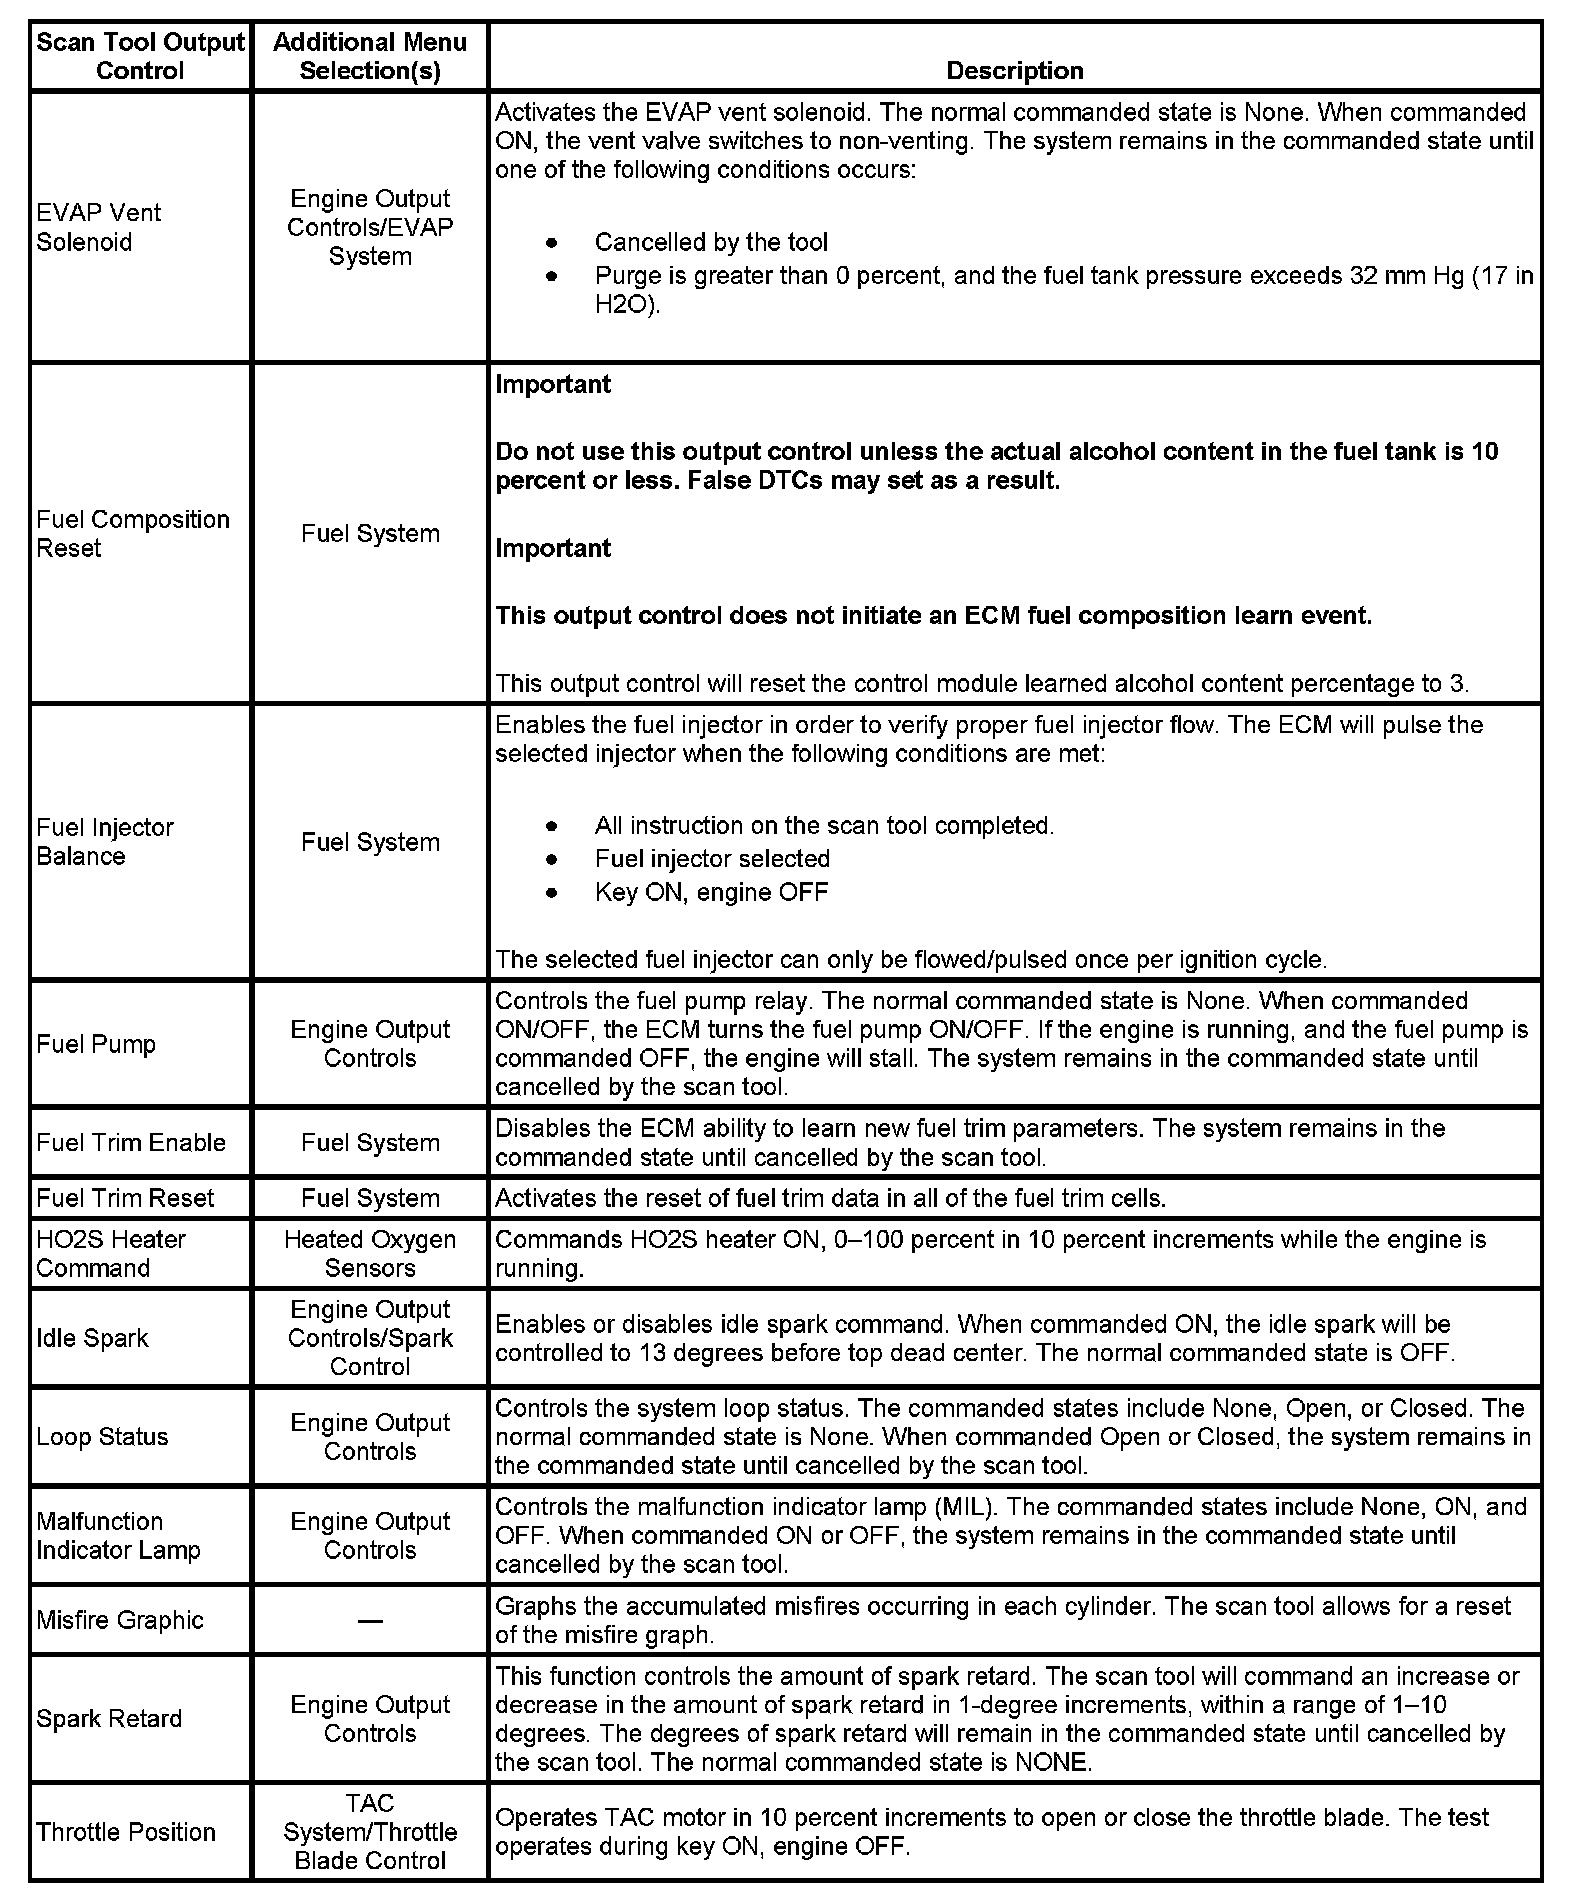 Scan Tool Output
Control
Additional Menu
Selection(s)
Description
EVAP Vent
Solenoid
Engine Output
Controls/EVAP
System
Activates the EVAP vent solenoid. The normal commanded state is None. When commanded
ON, the vent valve switches to non-venting. The system remains in the commanded state until
one of the following conditions occurs:
● Cancelled by the tool
● Purge is greater than 0 percent, and the fuel tank pressure exceeds 32 mm Hg (17 in
H2O).
Fuel Composition
Reset
Fuel System
Important
Do not use this output control unless the actual alcohol content in the fuel tank is 10
percent or less. False DTCs may set as a result.
Important
This output control does not initiate an ECM fuel composition learn event.
This output control will reset the control module learned alcohol content percentage to 3.
Fuel Injector
Balance
Fuel System
Enables the fuel injector in order to verify proper fuel injector flow. The ECM will pulse the
selected injector when the following conditions are met:
● All instruction on the scan tool completed.
● Fuel injector selected
● Key ON, engine OFF
The selected fuel injector can only be flowed/pulsed once per ignition cycle.
Fuel Pump
Engine Output
Controls
Controls the fuel pump relay. The normal commanded state is None. When commanded
ON/OFF, the ECM turns the fuel pump ON/OFF. If the engine is running, and the fuel pump is
commanded OFF, the engine will stall. The system remains in the commanded state until
cancelled by the scan tool.
Fuel Trim Enable
Fuel System
Disables the ECM ability to learn new fuel trim parameters. The system remains in the
commanded state until cancelled by the scan tool.
Fuel Trim Reset
Fuel System
Activates the reset of fuel trim data in all of the fuel trim cells.
HO2S Heater
Command
Heated Oxygen
Sensors
Commands HO2S heater ON, 0–100 percent in 10 percent increments while the engine is
running.
Idle Spark
Engine Output
Controls/Spark
Control
Enables or disables idle spark command. When commanded ON, the idle spark will be
controlled to 13 degrees before top dead center. The normal commanded state is OFF.
Loop Status
Engine Output
Controls
Controls the system loop status. The commanded states include None, Open, or Closed. The
normal commanded state is None. When commanded Open or Closed, the system remains in
the commanded state until cancelled by the scan tool.
Malfunction
Indicator Lamp
Engine Output
Controls
Controls the malfunction indicator lamp (MIL). The commanded states include None, ON, and
OFF. When commanded ON or OFF, the system remains in the commanded state until
cancelled by the scan tool.
Misfire Graphic
—
Graphs the accumulated misfires occurring in each cylinder. The scan tool allows for a reset
of the misfire graph.
Spark Retard
Engine Output
Controls
This function controls the amount of spark retard. The scan tool will command an increase or
decrease in the amount of spark retard in 1-degree increments, within a range of 1–10
degrees. The degrees of spark retard will remain in the commanded state until cancelled by
the scan tool. The normal commanded state is NONE.
Throttle Position
TAC
System/Throttle
Blade Control
Operates TAC motor in 10 percent increments to open or close the throttle blade. The test
operates during key ON, engine OFF.